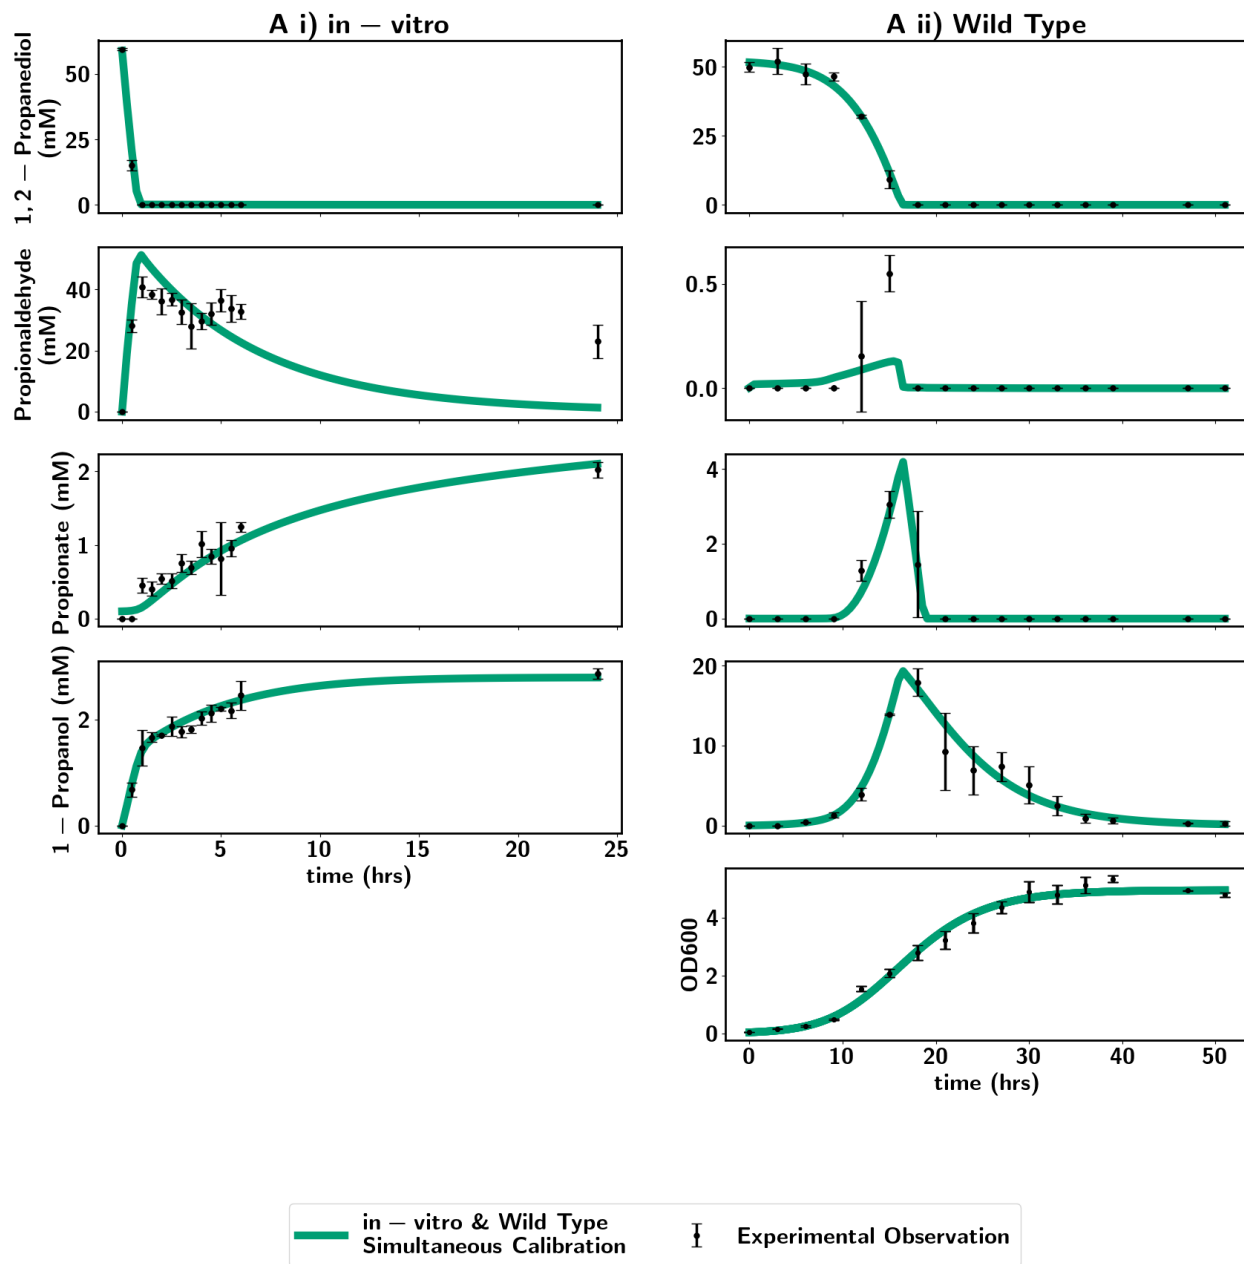 A i) in − vitro
A ii) Wild Type
1, 2 − Propanediol
(mM)
50
25
0
50
25
0
Propionaldehyde
(mM)
40
20
0
0.5
0.0
Propionate (mM)
2
1
0
4
2
0
1 − Propanol (mM)
2
0
0 5 10 15 20 25
time (hrs)
20
10
0
OD600
4
2
0
0 10 20 30 40 50
time (hrs)
in − vitro & Wild Type
Simultaneous Calibration
Experimental Observation